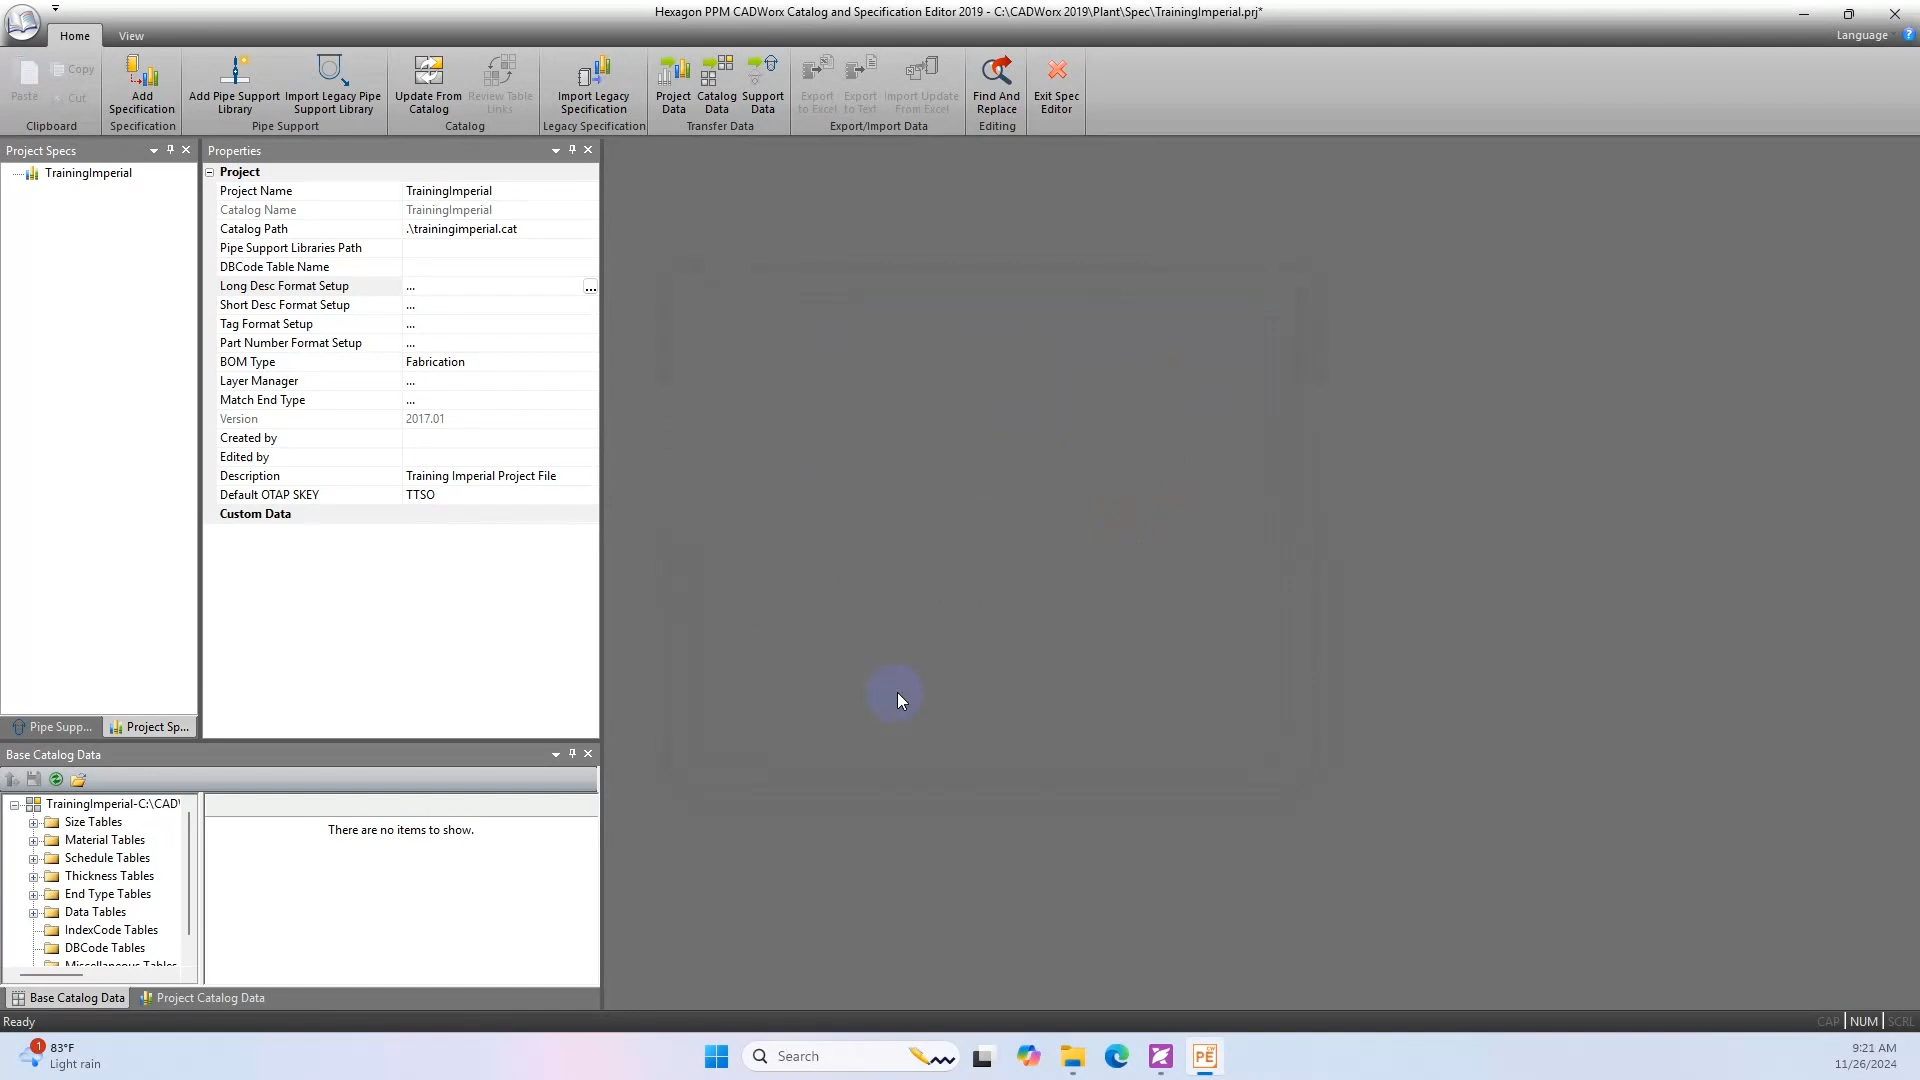 Hexagon PPM CADWorx Catalog and Specification Editor 2019 - C:\CADWorx 2019\Plant\Spec\TrainingImperial.prj*
Home
View
Language
?
Paste
Copy
Cut
Clipboard
Add
Specification
Specification
Add Pipe Support
Library
Import Legacy Pipe
Support Library
Pipe Support
Update From
Catalog
Review Table
Links
Catalog
Import Legacy
Specification
Legacy Specification
Project
Data
Catalog
Data
Support
Data
Transfer Data
Export
to Excel
Export
to Text
Import Update
From Excel
Export/Import Data
Find And
Replace
Editing
Exit Spec
Editor
Project Specs
TrainingImperial
Pipe Supp...
Project Sp...
Properties
Project
Project Name TrainingImperial
Catalog Name TrainingImperial
Catalog Path .\trainingimperial.cat
Pipe Support Libraries Path
DBCode Table Name
Long Desc Format Setup ... ...
Short Desc Format Setup ...
Tag Format Setup ...
Part Number Format Setup ...
BOM Type Fabrication
Layer Manager ...
Match End Type ...
Version 2017.01
Created by
Edited by
Description Training Imperial Project File
Default OTAP SKEY TTSO
Custom Data
Base Catalog Data
TrainingImperial-C:\CAD
Size Tables
Material Tables
Schedule Tables
Thickness Tables
End Type Tables
Data Tables
IndexCode Tables
DBCode Tables
Miscellaneous Tables
There are no items to show.
Base Catalog Data
Project Catalog Data
Ready
CAP NUM SCRL
1
83°F
Light rain
Search
CW
PE
9:21 AM
11/26/2024